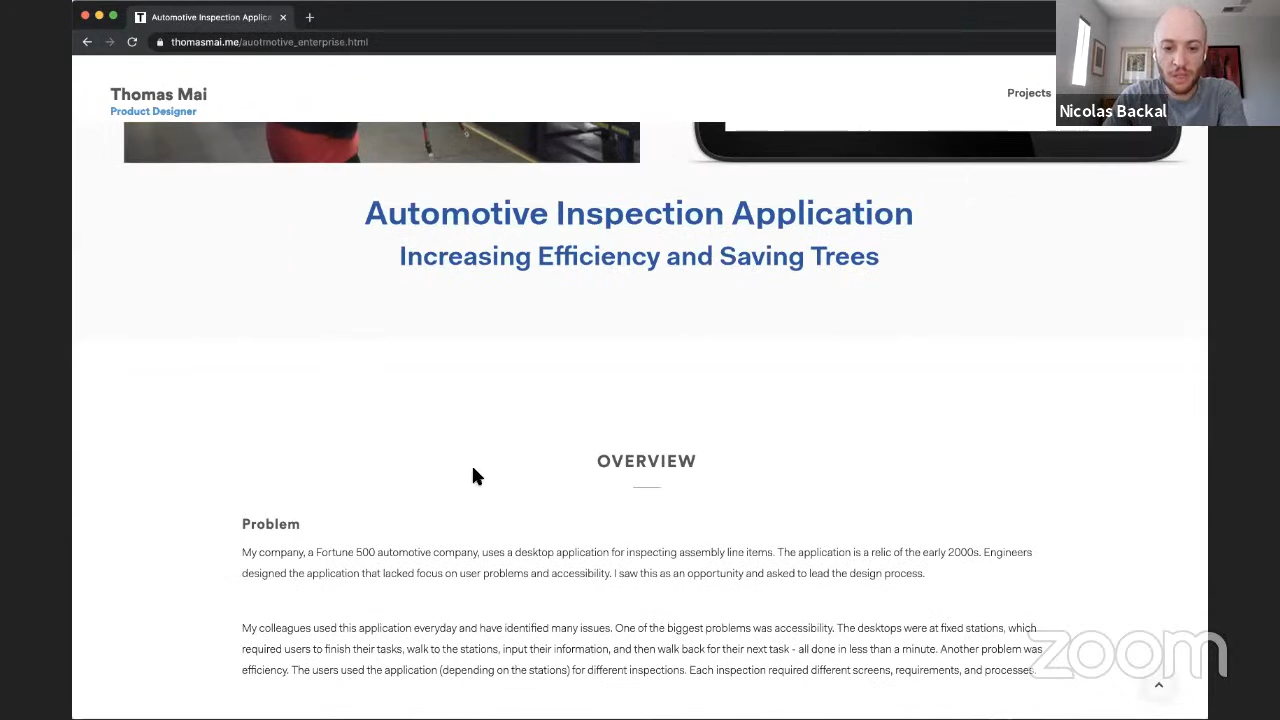 Automotive Inspection Applica
thomasmai.me/auotmotive_enterprise.html
Thomas Mai
Product Designer
Projects
Nicolas Backal
Automotive Inspection Application
Increasing Efficiency and Saving Trees
OVERVIEW
Problem
My company, a Fortune 500 automotive company, uses a desktop application for inspecting assembly line items. The application is a relic of the early 2000s. Engineers
designed the application that lacked focus on user problems and accessibility. I saw this as an opportunity and asked to lead the design process.
My colleagues used this application everyday and have identified many issues. One of the biggest problems was accessibility. The desktops were at fixed stations, which
required users to finish their tasks, walk to the stations, input their information, and then walk back for their next task - all done in less than a minute. Another problem was
efficiency. The users used the application (depending on the stations) for different inspections. Each inspection required different screens, requirements, and processes.
zoom